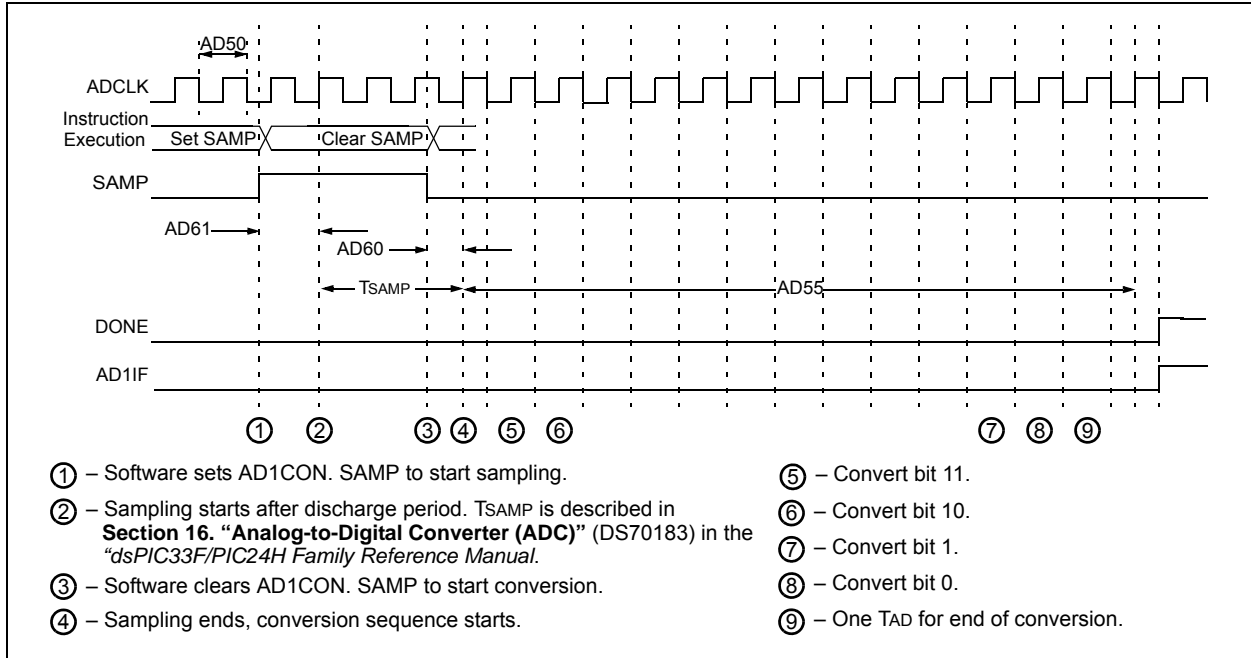 AD50
ADCLK
Instruction
Execution
Set SAMP
Clear SAMP
SAMP
AD61
AD60
TSAMP
AD55
DONE
AD1IF
1 2 3 4 5 6 7 8 9
1 – Software sets AD1CON. SAMP to start sampling.
2 – Sampling starts after discharge period. TSAMP is described in
Section 16. “Analog-to-Digital Converter (ADC)” (DS70183) in the
“dsPIC33F/PIC24H Family Reference Manual.
3 – Software clears AD1CON. SAMP to start conversion.
4 – Sampling ends, conversion sequence starts.
5 – Convert bit 11.
6 – Convert bit 10.
7 – Convert bit 1.
8 – Convert bit 0.
9 – One TAD for end of conversion.